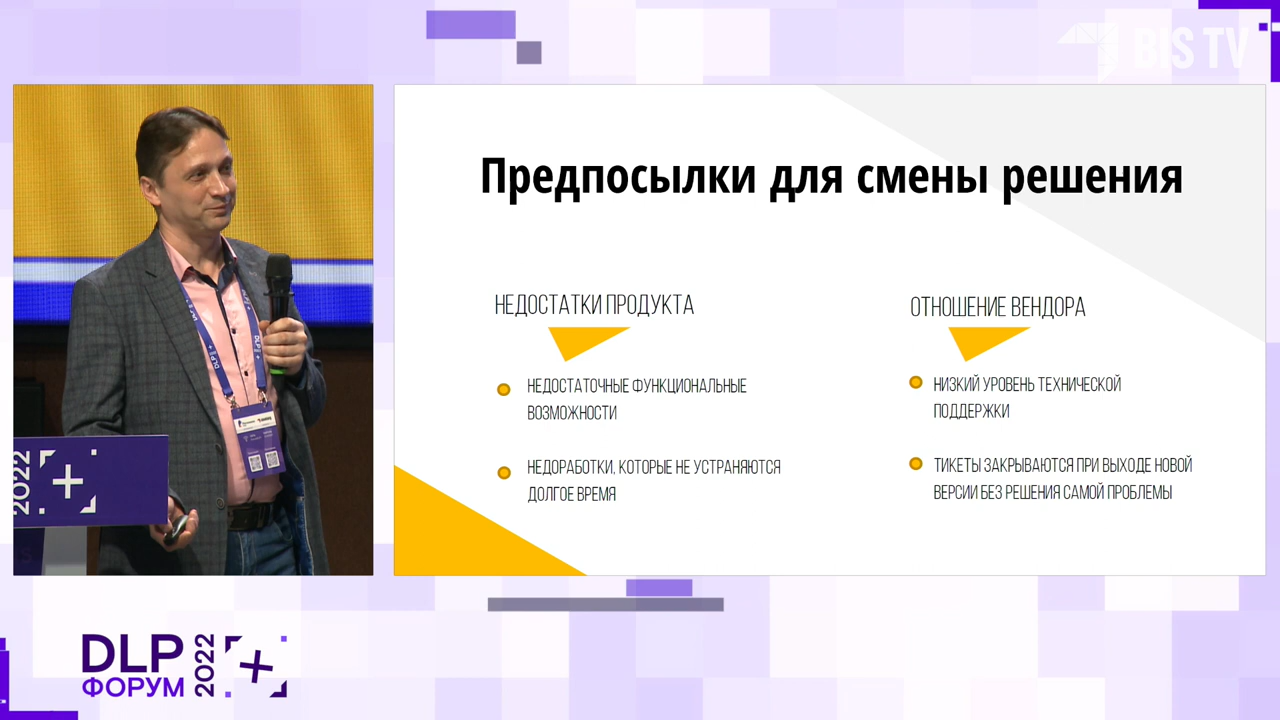 BIS TV
Предпосылки для смены решения
НЕДОСТАТКИ ПРОДУКТА
НЕДОСТАТОЧНЫЕ ФУНКЦИОНАЛЬНЫЕ
ВОЗМОЖНОСТИ
НЕДОРАБОТКИ, КОТОРЫЕ НЕ УСТРАНЯЮТСЯ
ДОЛГОЕ ВРЕМЯ
ОТНОШЕНИЕ ВЕНДОРА
НИЗКИЙ УРОВЕНЬ ТЕХНИЧЕСКОЙ
ПОДДЕРЖКИ
ТИКЕТЫ ЗАКРЫВАЮТСЯ ПРИ ВЫХОДЕ НОВОЙ
ВЕРСИИ БЕЗ РЕШЕНИЯ САМОЙ ПРОБЛЕМЫ
DLP
2022
DLP
ФОРУМ
2022